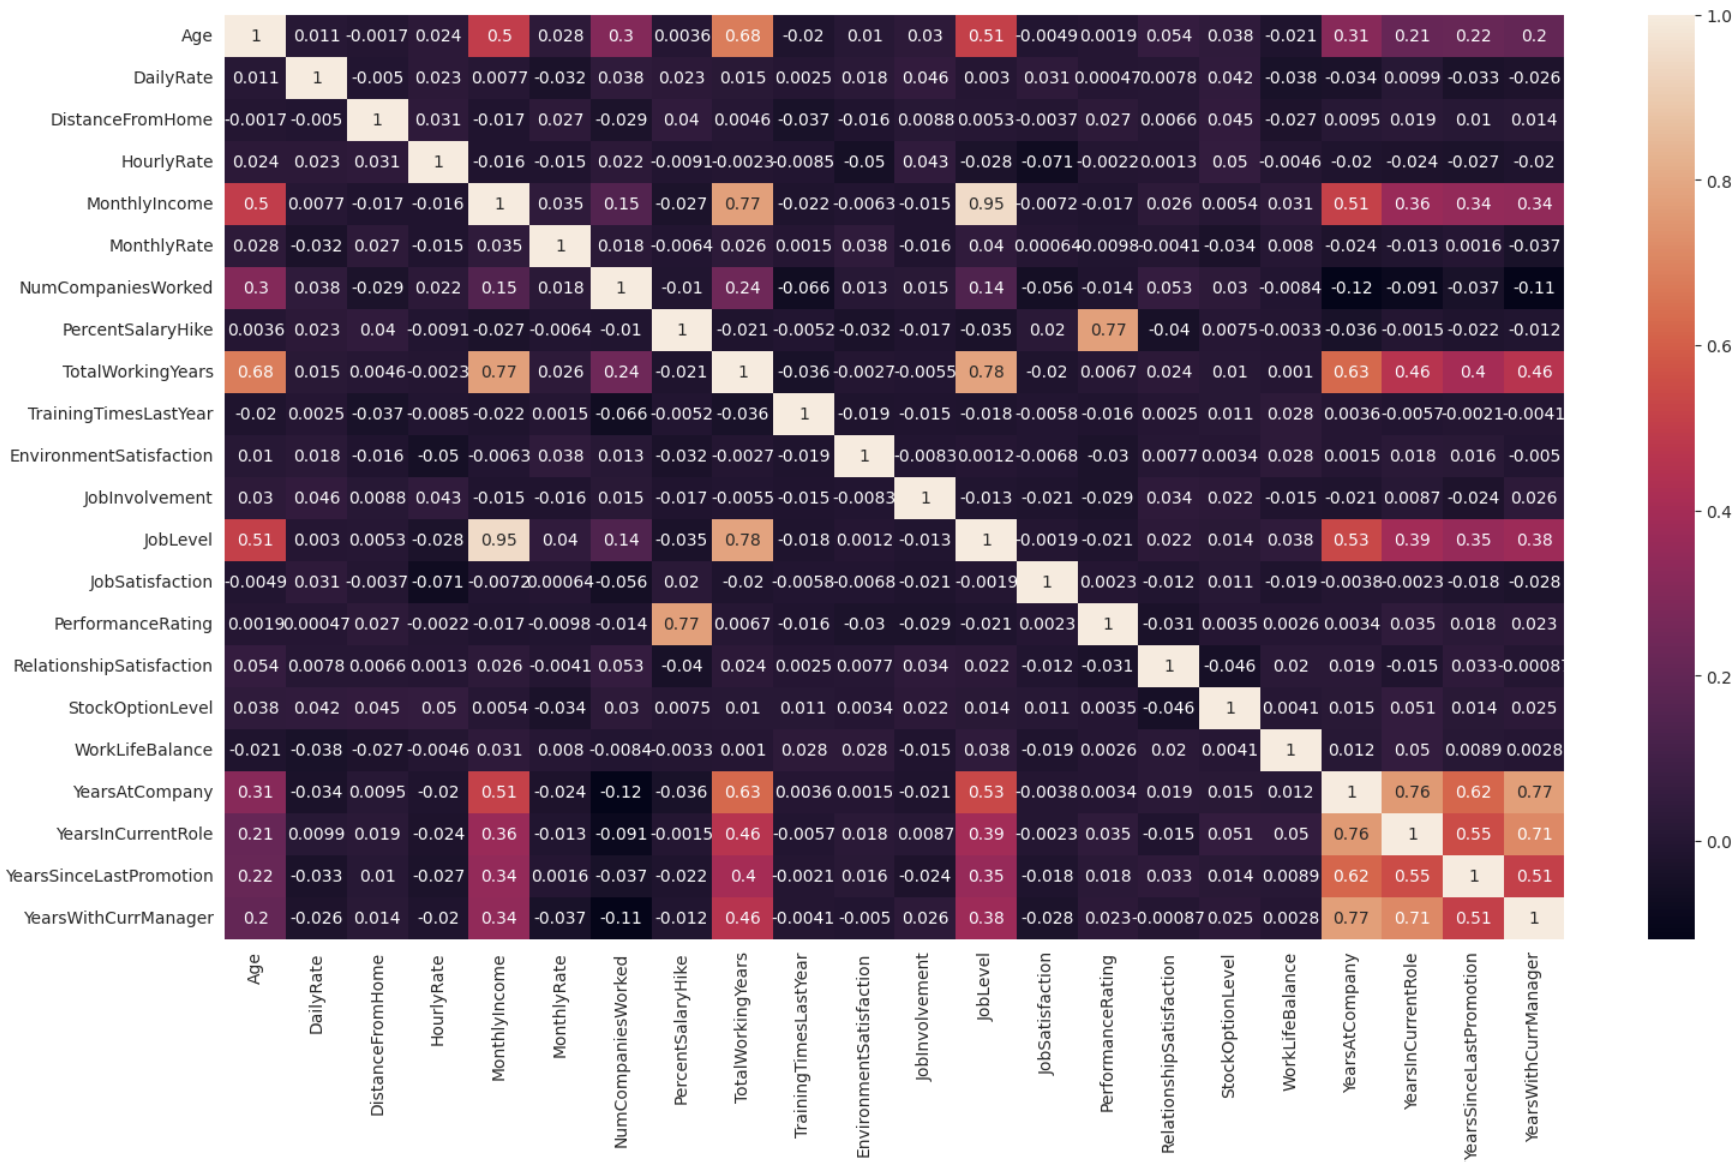 Age 1 0.011 -0.0017 0.024 0.5 0.028 0.3 0.0036 0.68 -0.02 0.01 0.03 0.51 -0.0049 0.0019 0.054 0.038 -0.021 0.31 0.21 0.22 0.2
DailyRate 0.011 1 -0.005 0.023 0.0077 -0.032 0.038 0.023 0.015 0.0025 0.018 0.046 0.003 0.031 0.00047 0.0078 0.042 -0.038 -0.034 0.0099 -0.033 -0.026
DistanceFromHome -0.0017 -0.005 1 0.031 -0.017 0.027 -0.029 0.04 0.0046 -0.037 -0.016 0.0088 0.0053 -0.0037 0.027 0.0066 0.045 -0.027 0.0095 0.019 0.01 0.014
HourlyRate 0.024 0.023 0.031 1 -0.016 -0.015 0.022 -0.0091 -0.0023 -0.0085 -0.05 0.043 -0.028 -0.071 -0.0022 0.0013 0.05 -0.0046 -0.02 -0.024 -0.027 -0.02
MonthlyIncome 0.5 0.0077 -0.017 -0.016 1 0.035 0.15 -0.027 0.77 -0.022 -0.0063 -0.015 0.95 -0.0072 -0.017 0.026 0.0054 0.031 0.51 0.36 0.34 0.34
MonthlyRate 0.028 -0.032 0.027 -0.015 0.035 1 0.018 -0.0064 0.026 0.0015 0.038 -0.016 0.04 0.00064 -0.0098 -0.0041 -0.034 0.008 -0.024 -0.013 0.0016 -0.037
NumCompaniesWorked 0.3 0.038 -0.029 0.022 0.15 0.018 1 -0.01 0.24 -0.066 0.013 0.015 0.14 -0.056 -0.014 0.053 0.03 -0.0084 -0.12 -0.091 -0.037 -0.11
PercentSalaryHike 0.0036 0.023 0.04 -0.0091 -0.027 -0.0064 -0.01 1 -0.021 -0.0052 -0.032 -0.017 -0.035 0.02 0.77 -0.04 0.0075 -0.0033 -0.036 -0.0015 -0.022 -0.012
TotalWorkingYears 0.68 0.015 0.0046 -0.0023 0.77 0.026 0.24 -0.021 1 -0.036 -0.0027 -0.0055 0.78 -0.02 0.0067 0.024 0.01 0.001 0.63 0.46 0.4 0.46
TrainingTimesLastYear -0.02 0.0025 -0.037 -0.0085 -0.022 0.0015 -0.066 -0.0052 -0.036 1 -0.019 -0.015 -0.018 -0.0058 -0.016 0.0025 0.011 0.028 0.0036 -0.0057 -0.0021 -0.0041
EnvironmentSatisfaction 0.01 0.018 -0.016 -0.05 -0.0063 0.038 0.013 -0.032 -0.0027 -0.019 1 -0.0083 0.0012 -0.0068 -0.03 0.0077 0.0034 0.028 0.0015 0.018 0.016 -0.005
JobInvolvement 0.03 0.046 0.0088 0.043 -0.015 -0.016 0.015 -0.017 -0.0055 -0.015 -0.0083 1 -0.013 -0.021 -0.029 0.034 0.022 -0.015 -0.021 0.0087 -0.024 0.026
JobLevel 0.51 0.003 0.0053 -0.028 0.95 0.04 0.14 -0.035 0.78 -0.018 0.0012 -0.013 1 -0.0019 -0.021 0.022 0.014 0.038 0.53 0.39 0.35 0.38
JobSatisfaction -0.0049 0.031 -0.0037 -0.071 -0.0072 0.00064 -0.056 0.02 -0.02 -0.0058 -0.0068 -0.021 -0.0019 1 0.0023 -0.012 0.011 -0.019 -0.0038 -0.0023 -0.018 -0.028
PerformanceRating 0.0019 0.00047 0.027 -0.0022 -0.017 -0.0098 -0.014 0.77 0.0067 -0.016 -0.03 -0.029 -0.021 0.0023 1 -0.031 0.0035 0.0026 0.0034 0.035 0.018 0.023
RelationshipSatisfaction 0.054 0.0078 0.0066 0.0013 0.026 -0.0041 0.053 -0.04 0.024 0.0025 0.0077 0.034 0.022 -0.012 -0.031 1 -0.046 0.02 0.019 -0.015 0.033 -0.00087
StockOptionLevel 0.038 0.042 0.045 0.05 0.0054 -0.034 0.03 0.0075 0.01 0.011 0.0034 0.022 0.014 0.011 0.0035 -0.046 1 0.0041 0.015 0.051 0.014 0.025
WorkLifeBalance -0.021 -0.038 -0.027 -0.0046 0.031 0.008 -0.0084 -0.0033 0.001 0.028 0.028 -0.015 0.038 -0.019 0.0026 0.02 0.0041 1 0.012 0.05 0.0089 0.0028
YearsAtCompany 0.31 -0.034 0.0095 -0.02 0.51 -0.024 -0.12 -0.036 0.63 0.0036 0.0015 -0.021 0.53 -0.0038 0.0034 0.019 0.015 0.012 1 0.76 0.62 0.77
YearsInCurrentRole 0.21 0.0099 0.019 -0.024 0.36 -0.013 -0.091 -0.0015 0.46 -0.0057 0.018 0.0087 0.39 -0.0023 0.035 -0.015 0.051 0.05 0.76 1 0.55 0.71
YearsSinceLastPromotion 0.22 -0.033 0.01 -0.027 0.34 0.0016 -0.037 -0.022 0.4 -0.0021 0.016 -0.024 0.35 -0.018 0.018 0.033 0.014 0.0089 0.62 0.55 1 0.51
YearsWithCurrManager 0.2 -0.026 0.014 -0.02 0.34 -0.037 -0.11 -0.012 0.46 -0.0041 -0.005 0.026 0.38 -0.028 0.023 -0.00087 0.025 0.0028 0.77 0.71 0.51 1
Age
DailyRate
DistanceFromHome
HourlyRate
MonthlyIncome
MonthlyRate
NumCompaniesWorked
PercentSalaryHike
TotalWorkingYears
TrainingTimesLastYear
EnvironmentSatisfaction
JobInvolvement
JobLevel
JobSatisfaction
PerformanceRating
RelationshipSatisfaction
StockOptionLevel
WorkLifeBalance
YearsAtCompany
YearsInCurrentRole
YearsSinceLastPromotion
YearsWithCurrManager
1.0
0.8
0.6
0.4
0.2
0.0